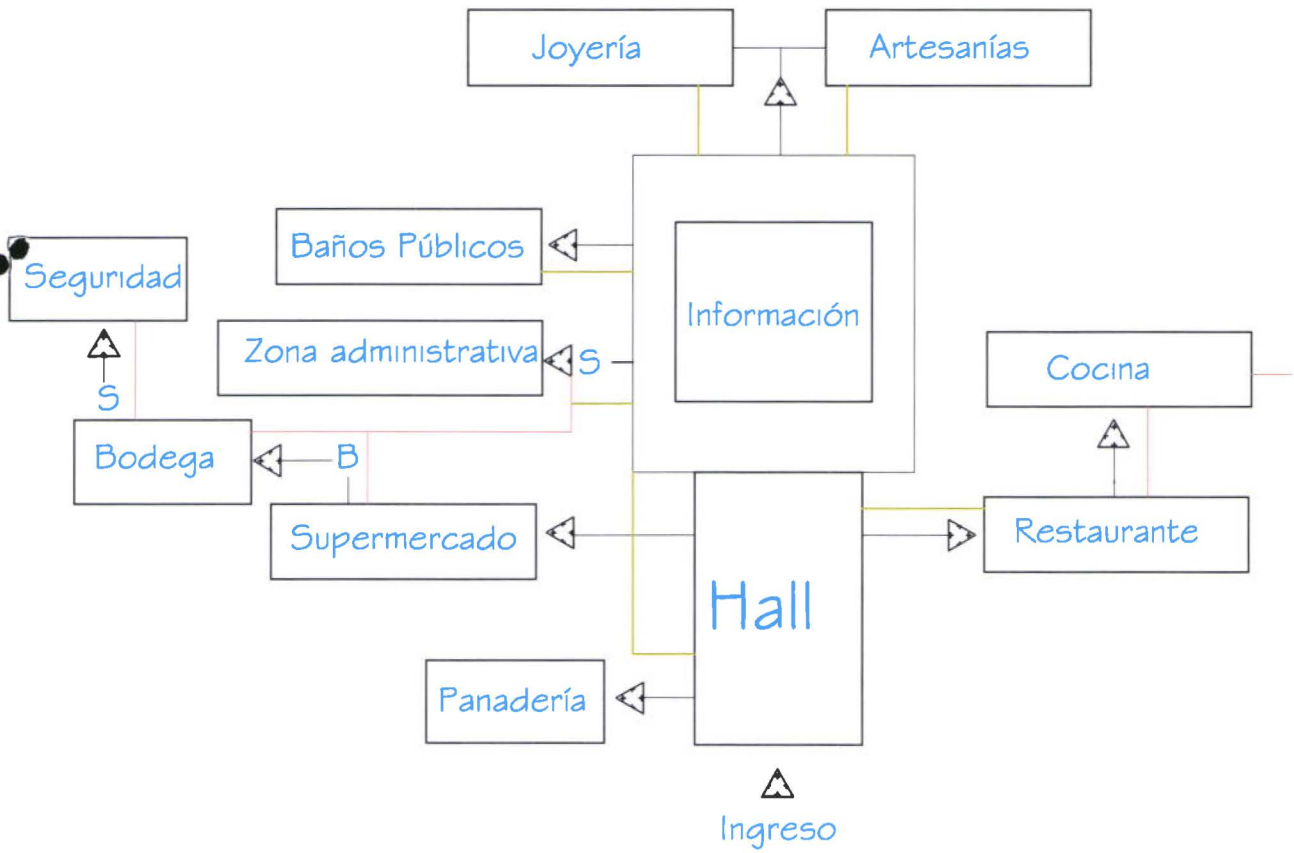 Joyería
Artesanías
Baños Públicos
Seguridad
Información
Zona administrativa
S
Cocina
S
Bodega
B
Supermercado
Restaurante
Hall
Panadería
Ingreso